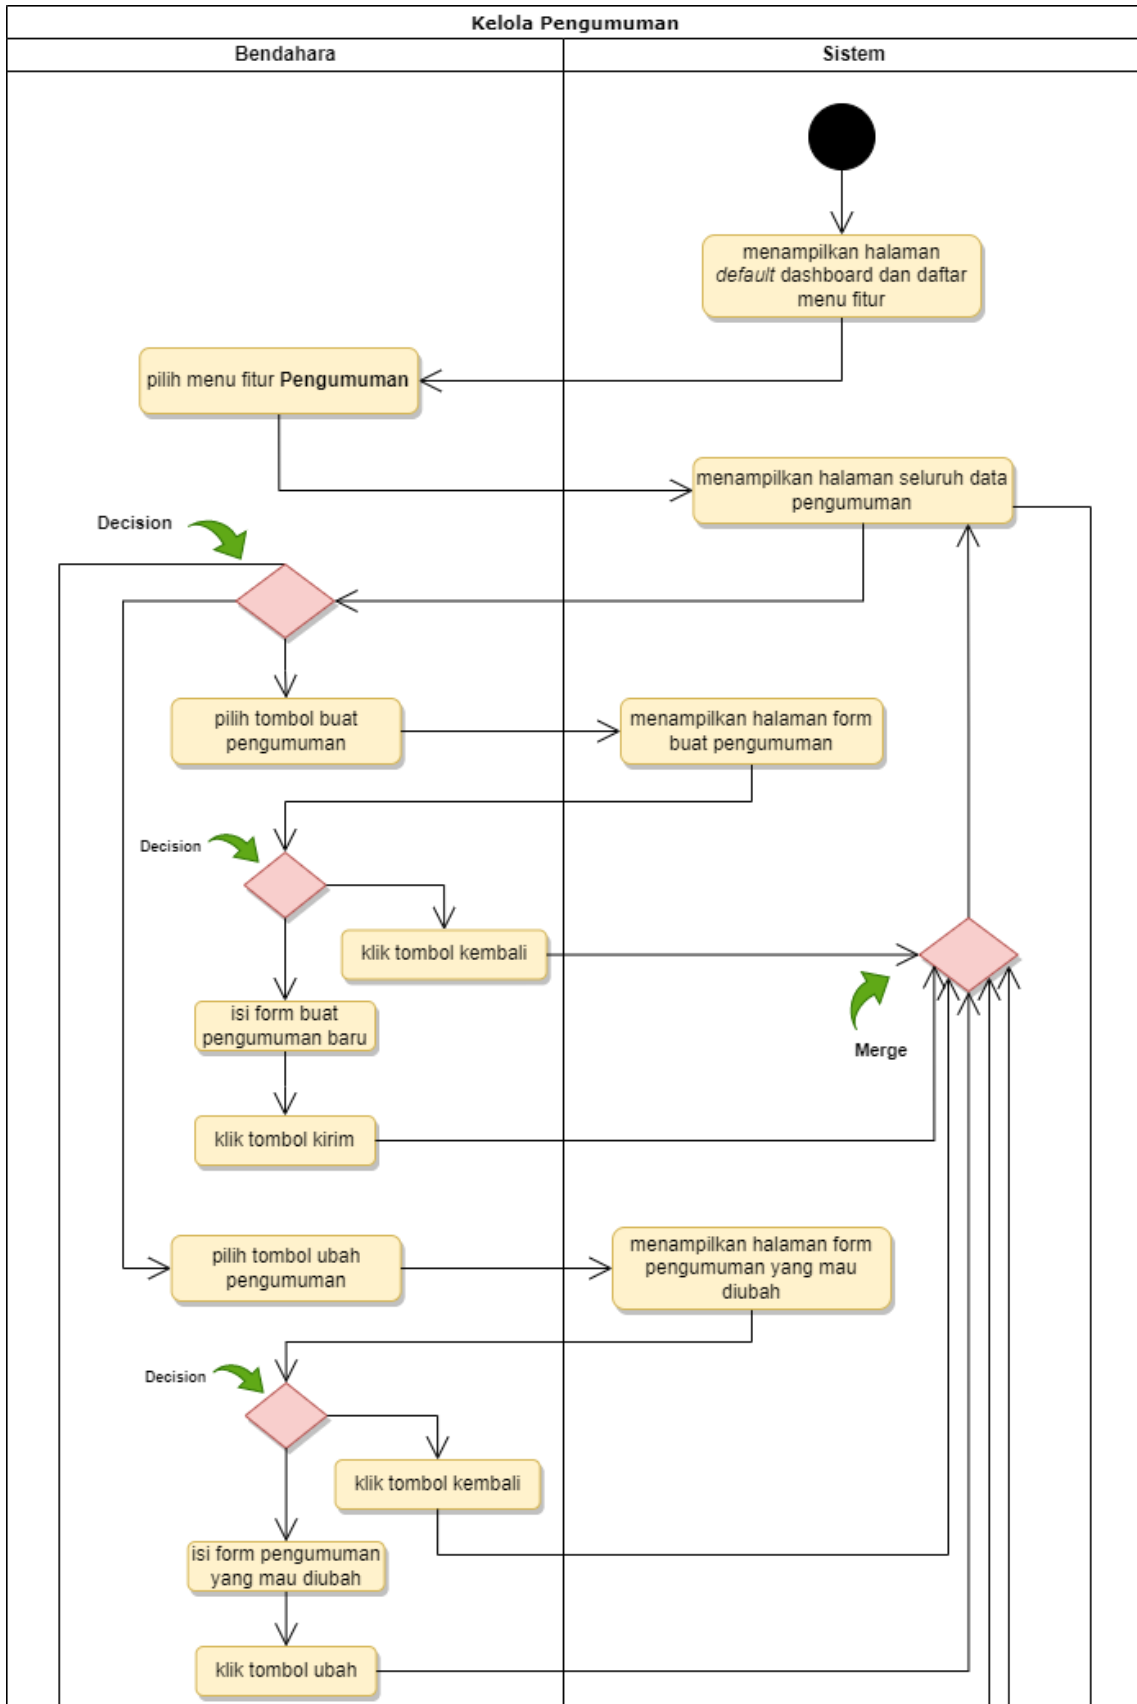 Kelola Pengumuman
Bendahara
Sistem
menampilkan halaman
default dashboard dan daftar
menu fitur
pilih menu fitur Pengumuman
menampilkan halaman seluruh data
pengumuman
Decision
pilih tombol buat
pengumuman
menampilkan halaman form
buat pengumuman
Decision
klik tombol kembali
isi form buat
pengumuman baru
Merge
klik tombol kirim
pilih tombol ubah
pengumuman
menampilkan halaman form
pengumuman yang mau
diubah
Decision
klik tombol kembali
isi form pengumuman
yang mau diubah
klik tombol ubah